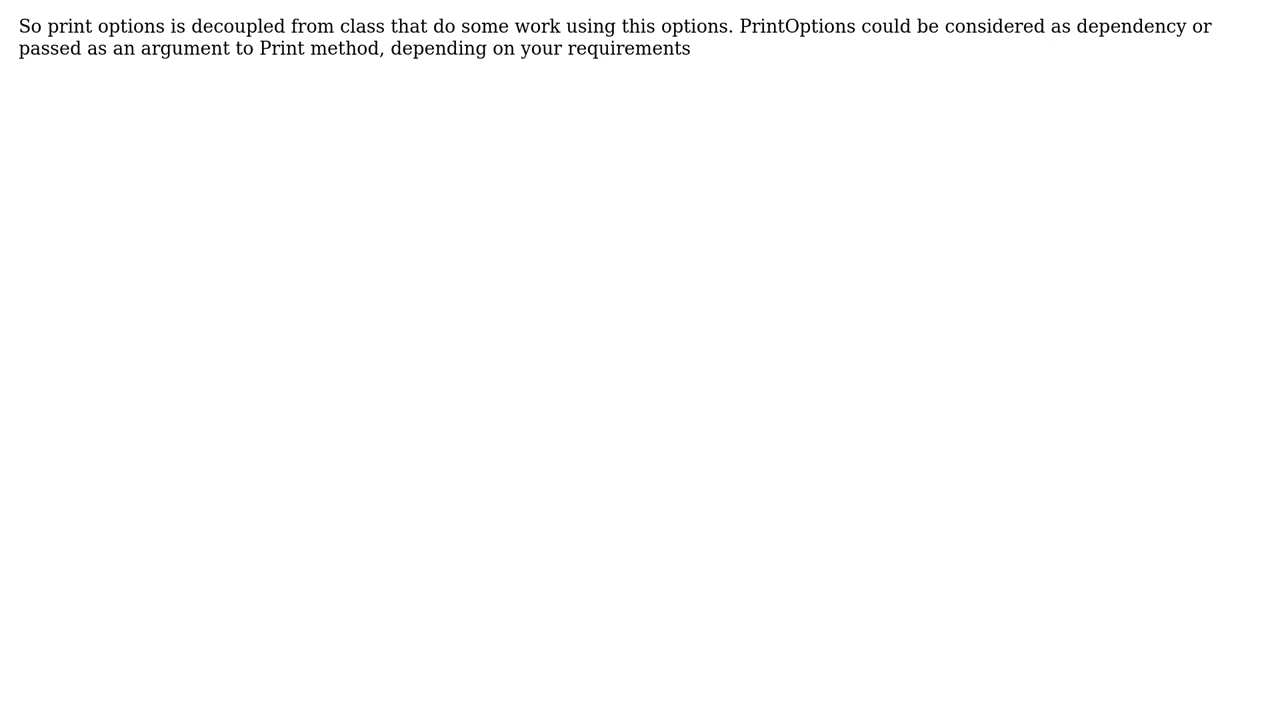 So print options is decoupled from class that do some work using this options. PrintOptions could be considered as dependency or
passed as an argument to Print method, depending on your requirements